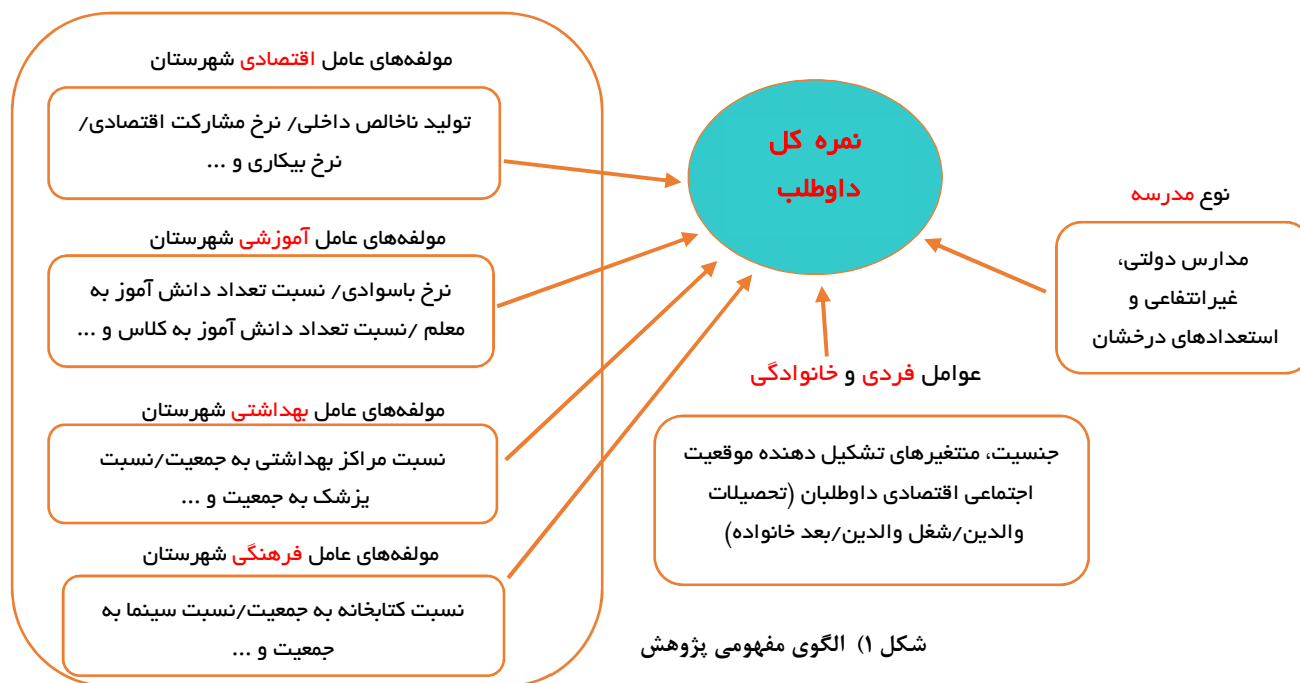 مولفه‌های عامل اقتصادی شهرستان
تولید ناخالص داخلی/ نرخ مشارکت اقتصادی/
نرخ بیکاری و ...
مولفه‌های عامل آموزشی شهرستان
نرخ باسوادی/ نسبت تعداد دانش آموز به
معلم /نسبت تعداد دانش آموز به کلاس و ...
مولفه‌های عامل بهداشتی شهرستان
نسبت مراکز بهداشتی به جمعیت/نسبت
پزشک به جمعیت و ...
مولفه‌های عامل فرهنگی شهرستان
نسبت کتابخانه به جمعیت/نسبت سینما به
جمعیت و ...
نمره کل
داوطلب
نوع مدرسه
مدارس دولتی،
غیرانتفاعی و
استعدادهای درخشان
عوامل فردی و خانوادگی
جنسیت، منتغیرهای تشکیل دهنده موقعیت
اجتماعی اقتصادی داوطلبان (تحصیلات
والدین/شغل والدین/بعد خانواده)
شکل ۱) الگوی مفهومی پژوهش